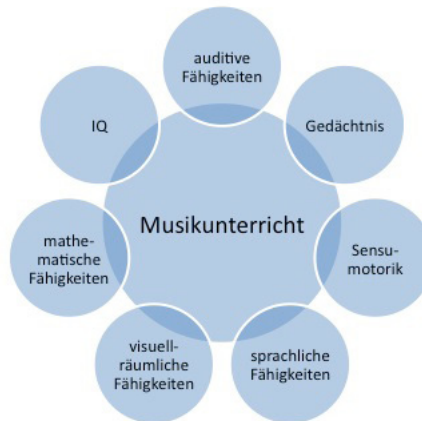 auditive
Fähigkeiten
Gedächtnis
Sensu-
motorik
sprachliche
Fähigkeiten
visuell-
räumliche
Fähigkeiten
mathe-
matische
Fähigkeiten
IQ
Musikunterricht